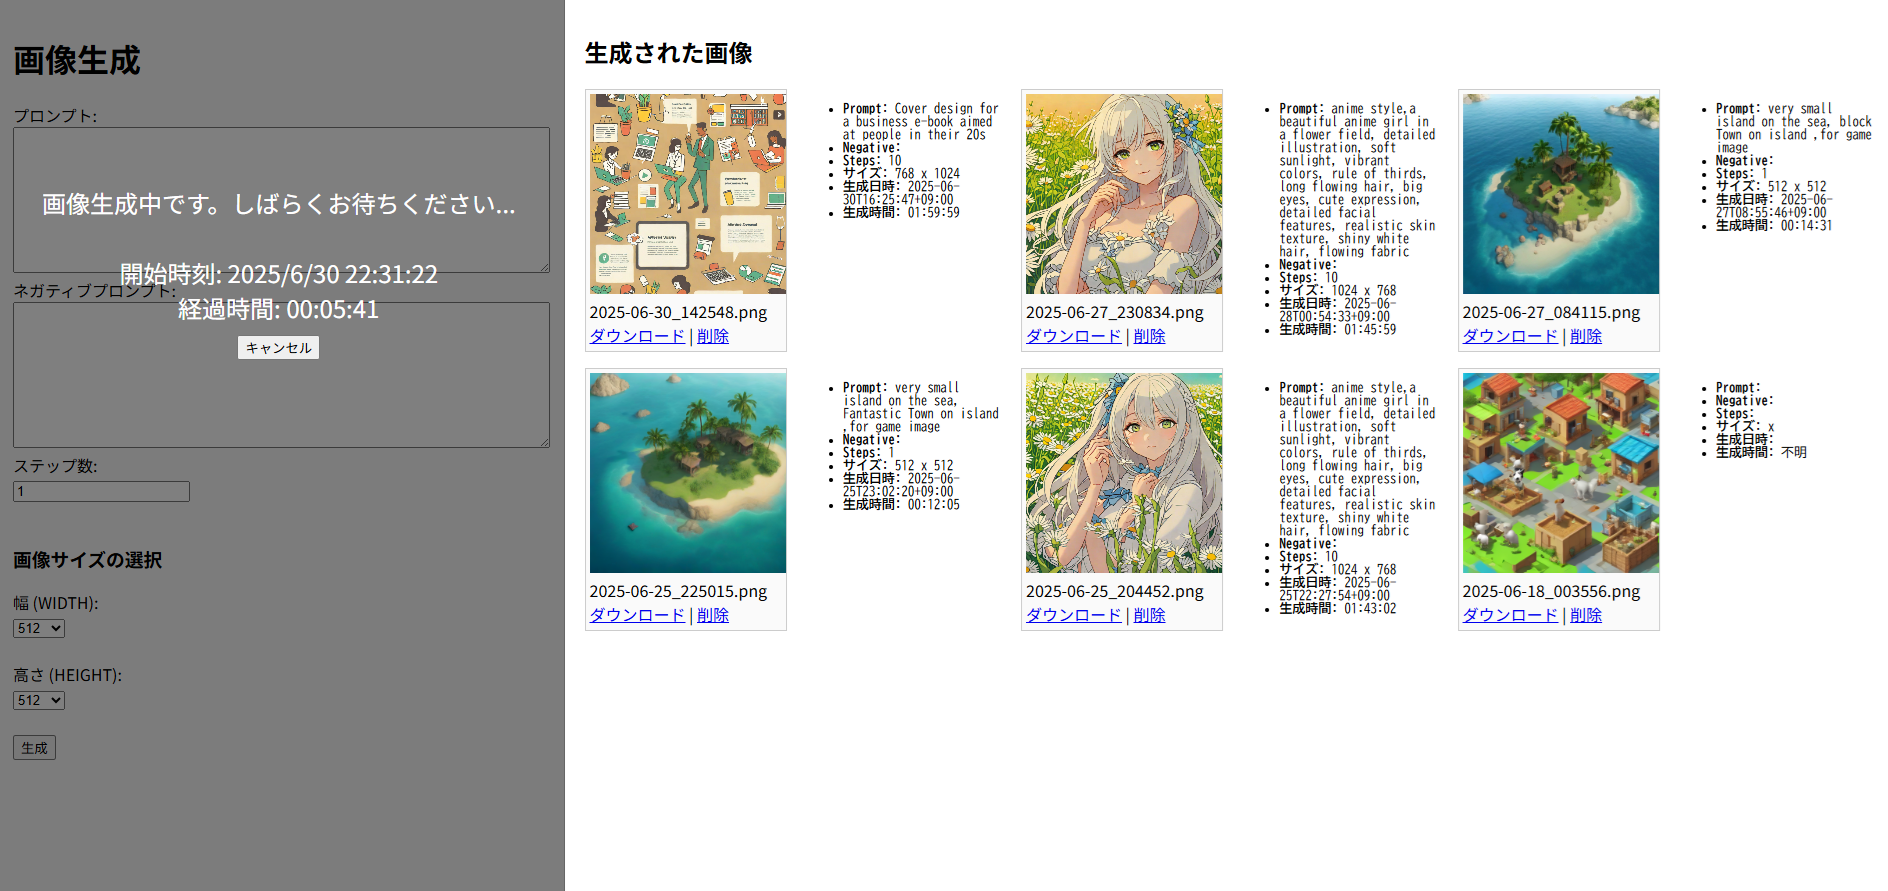 画像生成
プロンプト:
画像生成中です。しばらくお待ちください...
開始時刻: 2025/6/30 22:31:22
ネガティブプロンプト:
経過時間: 00:05:41
キャンセル
ステップ数:
1
画像サイズの選択
幅 (WIDTH):
512
高さ (HEIGHT):
512
生成
生成された画像
2025-06-30_142548.png
ダウンロード | 削除
Prompt: Cover design for
a business e-book aimed
at people in their 20s
Negative:
Steps: 10
サイズ: 768 x 1024
生成日時: 2025-06-
30T16:25:47+09:00
生成時間: 01:59:59
2025-06-27_230834.png
ダウンロード | 削除
Prompt: anime style,a
beautiful anime girl in
a flower field, detailed
illustration, soft
sunlight, vibrant
colors, rule of thirds,
long flowing hair, big
eyes, cute expression,
detailed facial
features, realistic skin
texture, shiny white
hair, flowing fabric
Negative:
Steps: 10
サイズ: 1024 x 768
生成日時: 2025-06-
28T00:54:33+09:00
生成時間: 01:45:59
2025-06-27_084115.png
ダウンロード | 削除
Prompt: very small
island on the sea, block
Town on island ,for game
image
Negative:
Steps: 1
サイズ: 512 x 512
生成日時: 2025-06-
27T08:55:46+09:00
生成時間: 00:14:31
2025-06-25_225015.png
ダウンロード | 削除
Prompt: very small
island on the sea,
Fantastic Town on island
,for game image
Negative:
Steps: 1
サイズ: 512 x 512
生成日時: 2025-06-
25T23:02:20+09:00
生成時間: 00:12:05
2025-06-25_204452.png
ダウンロード | 削除
Prompt: anime style,a
beautiful anime girl in
a flower field, detailed
illustration, soft
sunlight, vibrant
colors, rule of thirds,
long flowing hair, big
eyes, cute expression,
detailed facial
features, realistic skin
texture, shiny white
hair, flowing fabric
Negative:
Steps: 10
サイズ: 1024 x 768
生成日時: 2025-06-
25T22:27:54+09:00
生成時間: 01:43:02
2025-06-18_003556.png
ダウンロード | 削除
Prompt:
Negative:
Steps:
サイズ: x
生成日時:
生成時間: 不明